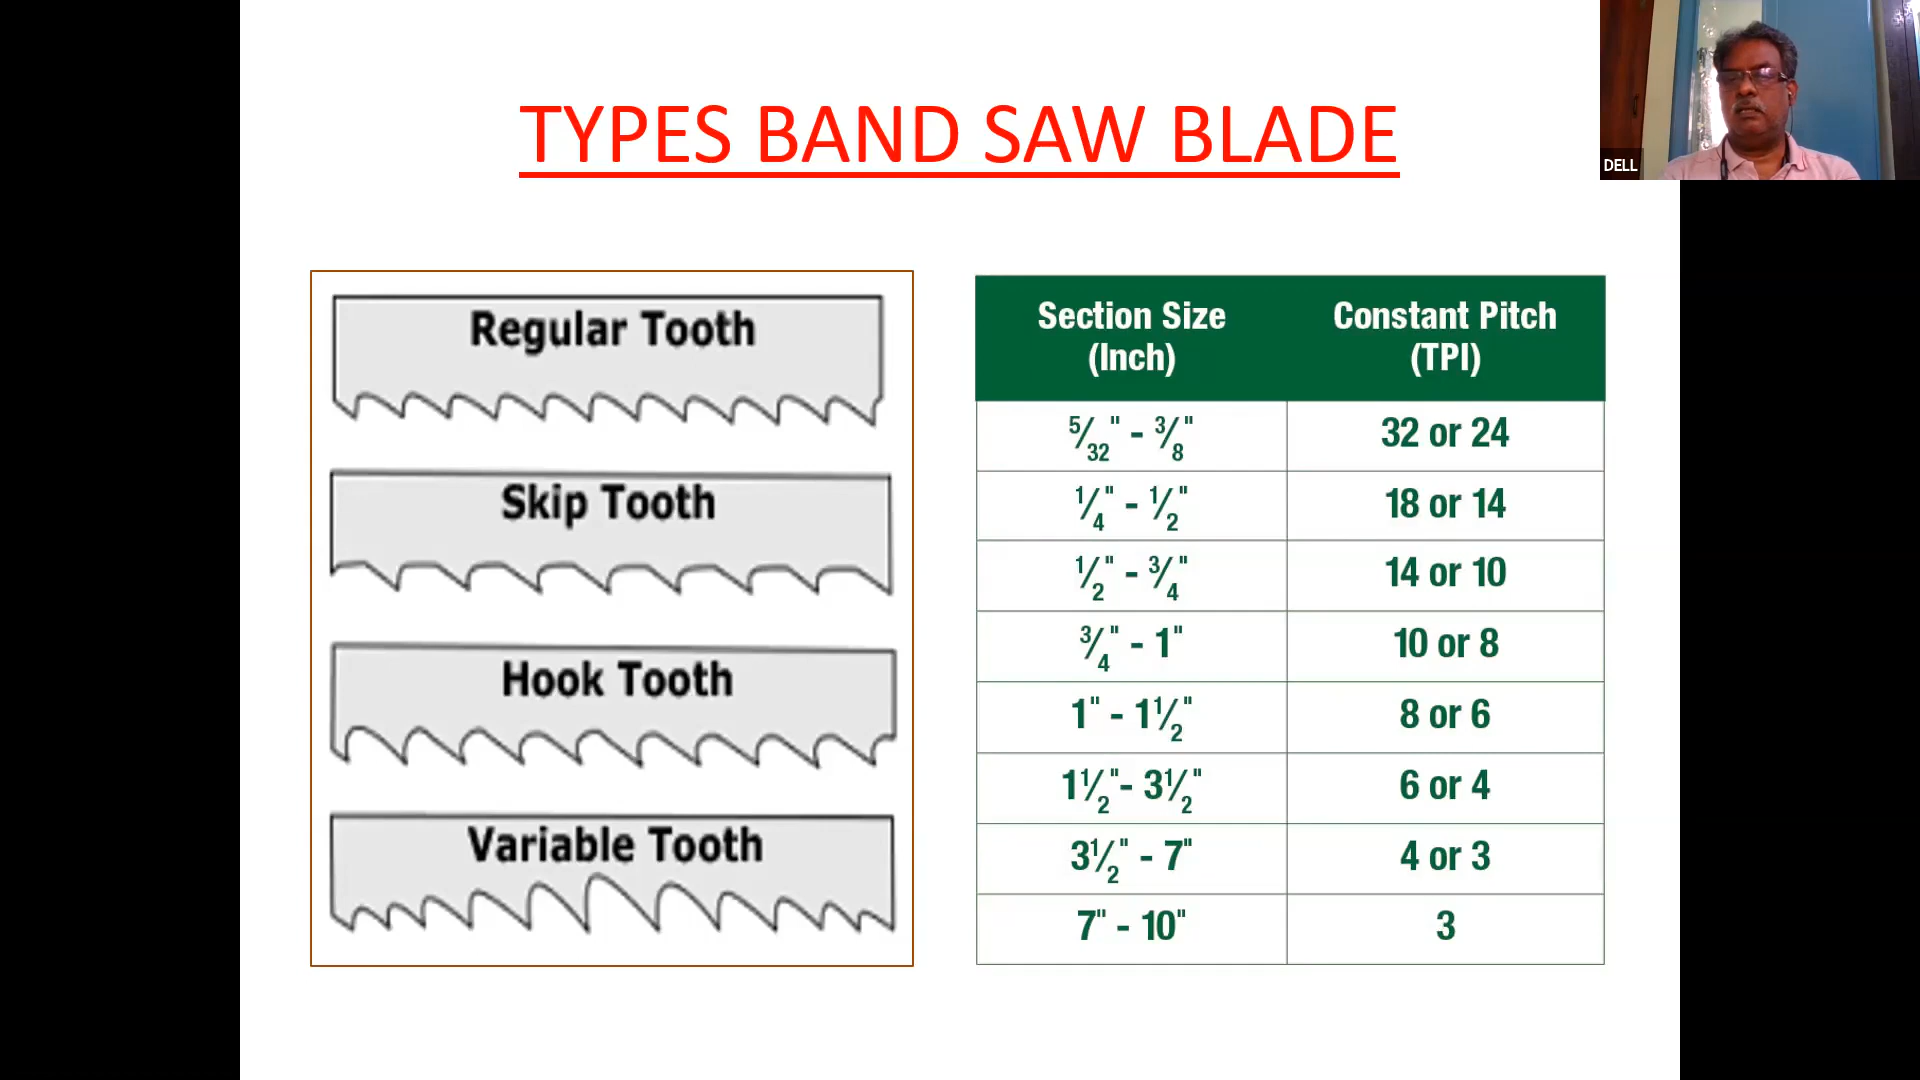 TYPES BAND SAW BLADE
DELL
Regular Tooth
Skip Tooth
Hook Tooth
Variable Tooth
Section Size (Inch) Constant Pitch (TPI)
5/32" - 3/8" 32 or 24
1/4" - 1/2" 18 or 14
1/2" - 3/4" 14 or 10
3/4" - 1" 10 or 8
1" - 1 1/2" 8 or 6
1 1/2" - 3 1/2" 6 or 4
3 1/2" - 7" 4 or 3
7" - 10" 3